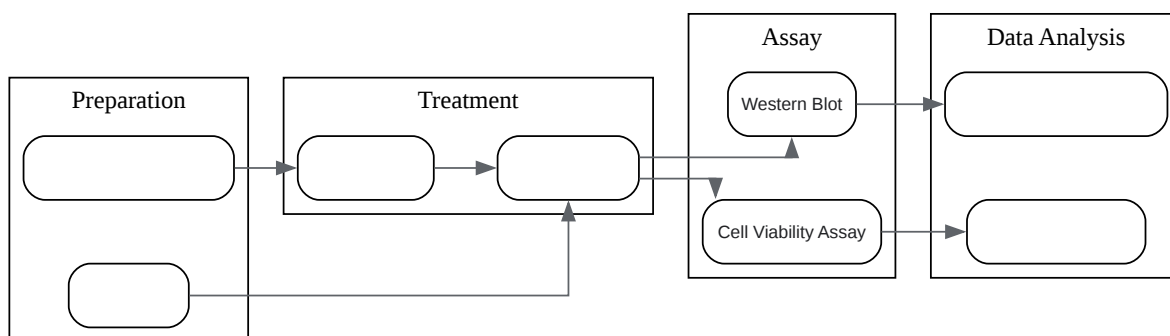 Preparation
Treatment
Assay
Western Blot
Cell Viability Assay
Data Analysis